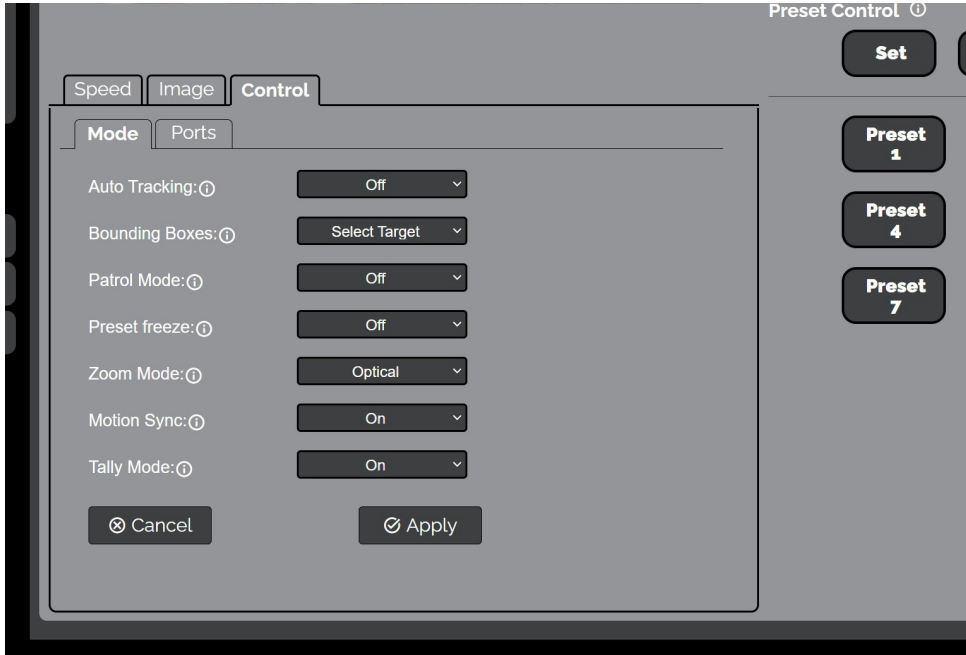 Preset Control
Set
Speed Image Control
Mode Ports
Preset
1
Auto Tracking: Off
Bounding Boxes: Select Target
Preset
4
Patrol Mode: Off
Preset
7
Preset freeze: Off
Zoom Mode: Optical
Motion Sync: On
Tally Mode: On
Cancel Apply